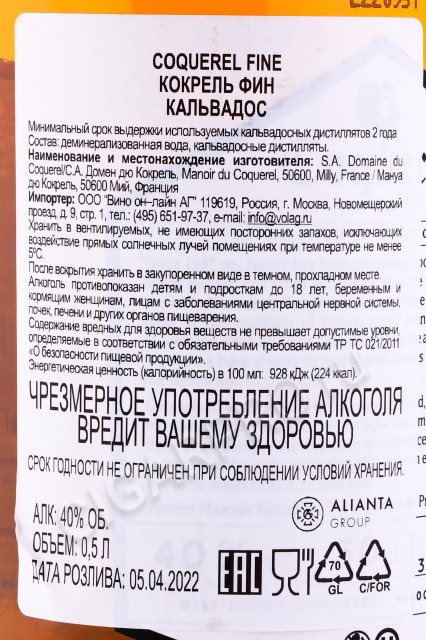 COQUEREL FINE
КОКРЕЛЬ ФИН
КАЛЬВАДОС
Минимальный срок выдержки используемых кальвадосных дистиллятов 2 года
Состав: деминерализованная вода, кальвадосные дистилляты.
Наименование и местонахождение изготовителя: S.A. Domaine du
Coquerel/С.А. Домен дю Кокрель, Manoir du Coquerel, 50600, Milly, France / Мануа
дю Кокрель, 50600 Мий, Франция
Импортер: ООО "Вино он–лайн АГ" 119619, Россия, г. Москва, Новомещерский
проезд, д. 9, стр. 1, тел.: (495) 651-97-37, e-mail: info@volag.ru
Хранить в вентилируемых, не имеющих посторонних запахов, исключающих
воздействие прямых солнечных лучей помещениях при температуре не менее
5°С.
После вскрытия хранить в закупоренном виде в темном, прохладном месте.
Алкоголь противопоказан детям и подросткам до 18 лет, беременным и
кормящим женщинам, лицам с заболеваниями центральной нервной системы,
почек, печени и других органов пищеварения.
Содержание вредных для здоровья веществ не превышает допустимые уровни,
определяемые в соответствии с обязательными требованиями ТР ТС 021/2011
«О безопасности пищевой продукции».
Энергетическая ценность (калорийность) в 100 мл: 928 кДж (224 ккал).
ЧРЕЗМЕРНОЕ УПОТРЕБЛЕНИЕ АЛКОГОЛЯ
ВРЕДИТ ВАШЕМУ ЗДОРОВЬЮ
СРОК ГОДНОСТИ НЕ ОГРАНИЧЕН ПРИ СОБЛЮДЕНИИ УСЛОВИЙ ХРАНЕНИЯ.
ALIANTA
GROUP
АЛК: 40% ОБ.
ОБЪЕМ: 0,5 Л
ДАТА РОЗЛИВА: 05.04.2022
EAC
70
GL
C/FOR